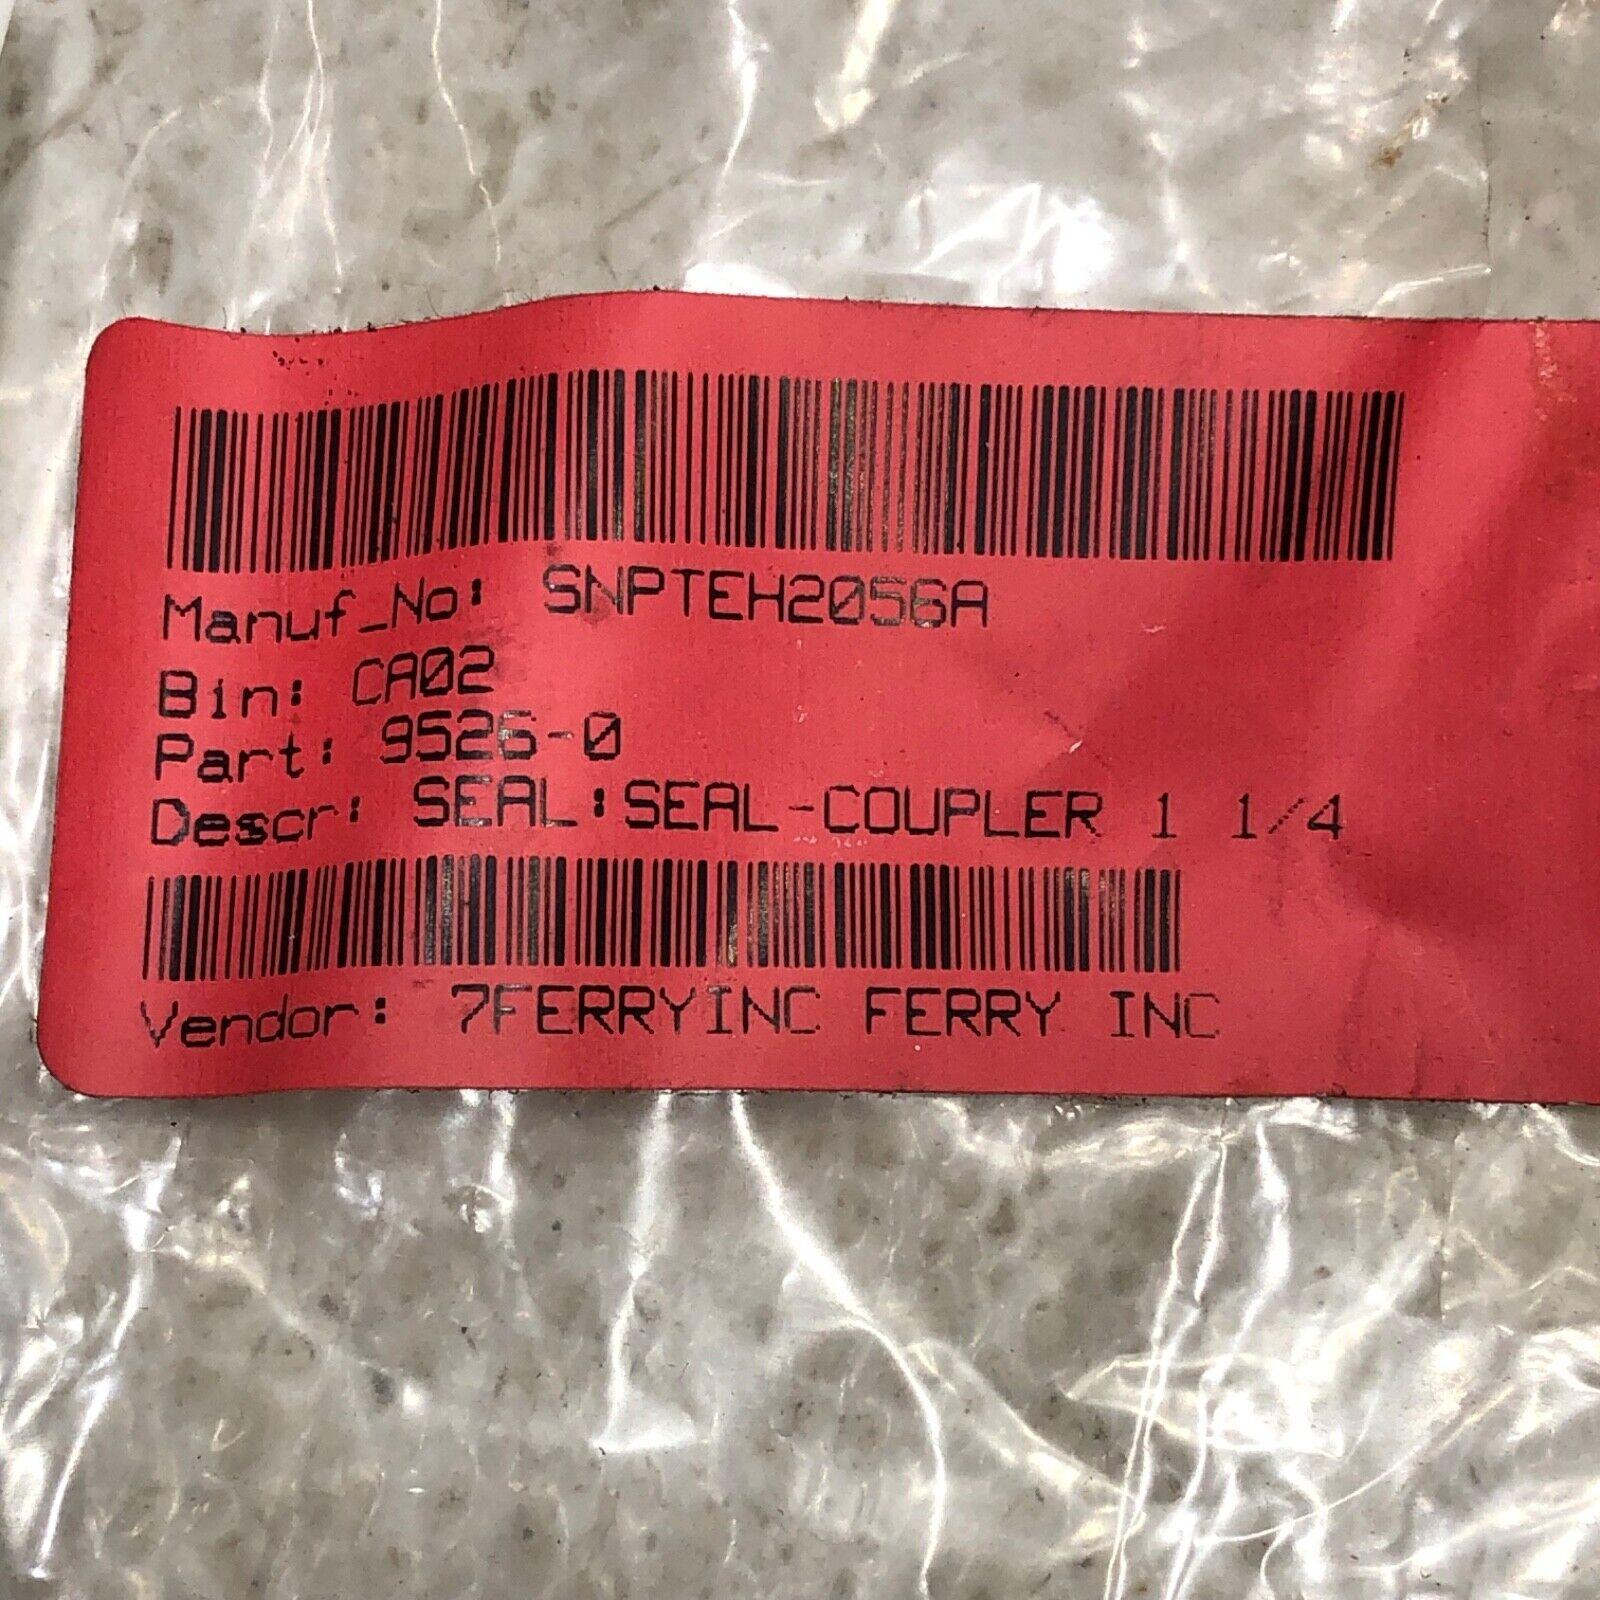 Manuf_No: SNPTEH2056A
Bin: CA02
Part: 9526-0
Descr: SEAL:SEAL-COUPLER 1 1/4
Vendor: 7FERRYINC FERRY INC